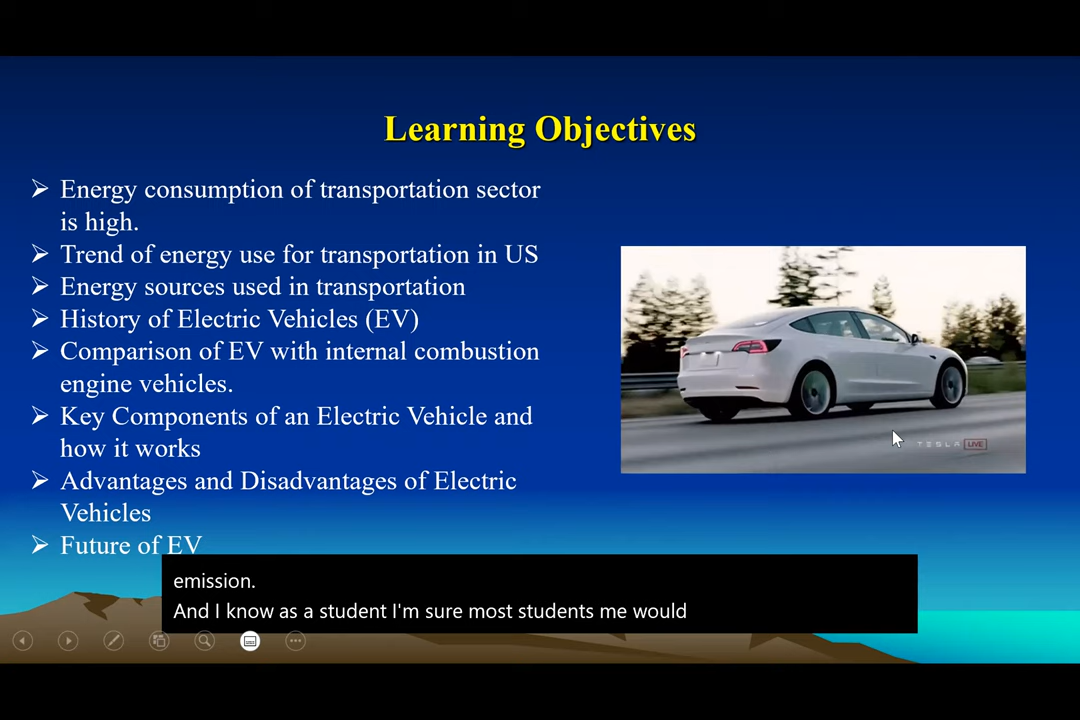 Learning Objectives
➢ Energy consumption of transportation sector
is high.
➢ Trend of energy use for transportation in US
➢ Energy sources used in transportation
➢ History of Electric Vehicles (EV)
➢ Comparison of EV with internal combustion
engine vehicles.
➢ Key Components of an Electric Vehicle and
how it works
➢ Advantages and Disadvantages of Electric
Vehicles
➢ Future of EV
TESLA LIVE
emission.
And I know as a student I'm sure most students me would